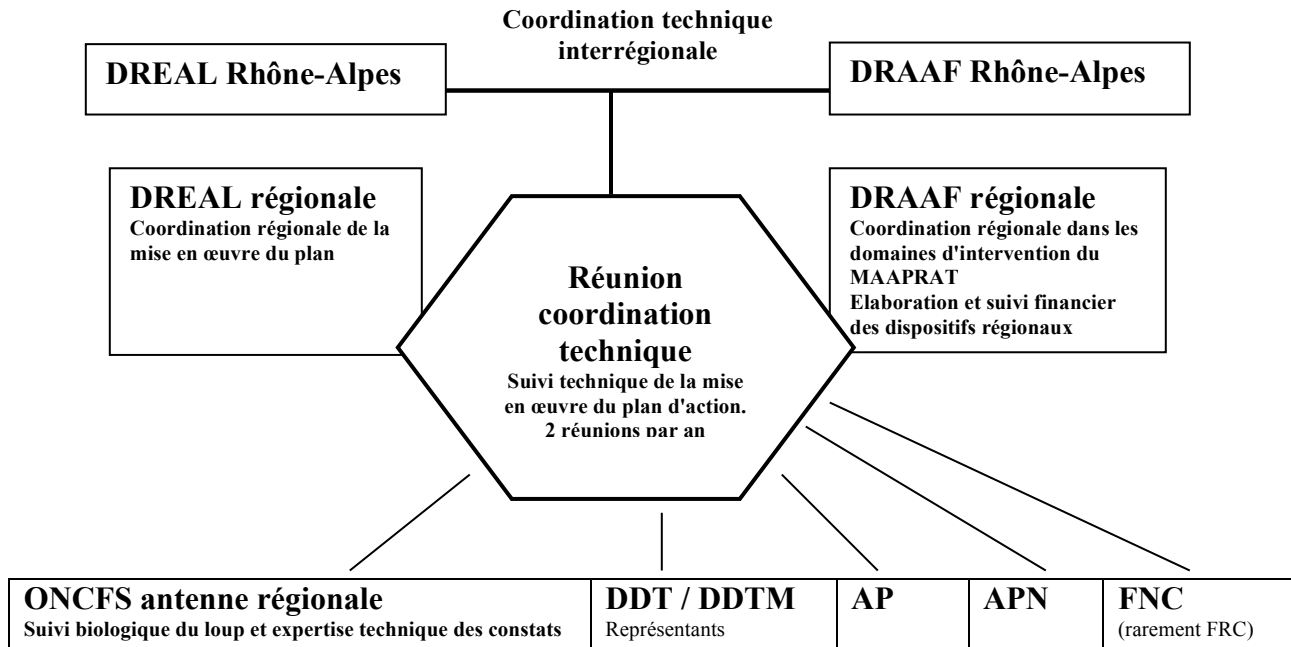 Coordination technique
interrégionale
DREAL Rhône-Alpes
DRAAF Rhône-Alpes
DREAL régionale
Coordination régionale de la
mise en œuvre du plan
DRAAF régionale
Coordination régionale dans les
domaines d'intervention du
MAAPRAT
Elaboration et suivi financier
des dispositifs régionaux
Réunion
coordination
technique
Suivi technique de la mise
en œuvre du plan d'action.
2 réunions par an
ONCFS antenne régionale
Suivi biologique du loup et expertise technique des constats
DDT / DDTM
Représentants
AP
APN
FNC
(rarement FRC)